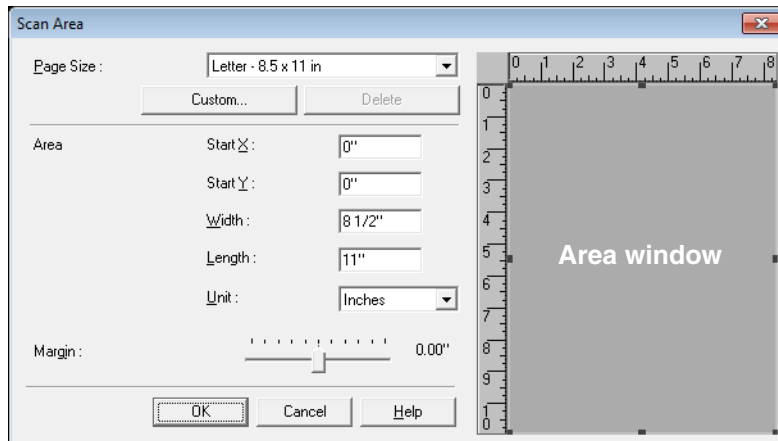 Scan Area
Page Size : Letter - 8.5 x 11 in
Custom... Delete
Area StartX : 0"
StartY : 0"
Width : 8 1/2"
Length : 11"
Unit : Inches
Margin : 0.00"
OK Cancel Help
0 1 2 3 4 5 6 7 8
0
1
2
3
4
5
6
7
8
9
10
Area window